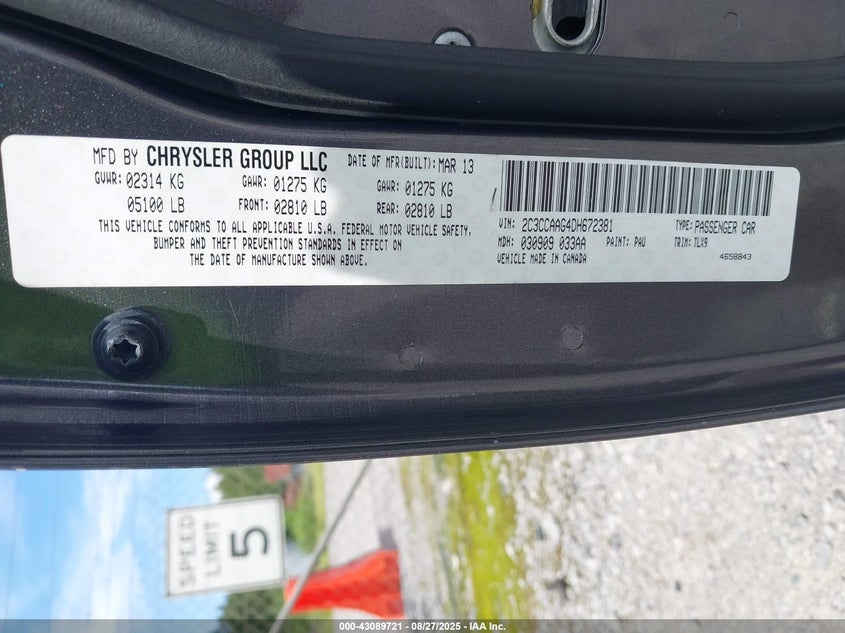 MFD BY CHRYSLER GROUP LLC DATE OF MFR(BUILT): MAR 13
GVWR: 02314 KG GAWR: 01275 KG GAWR: 01275 KG
05100 LB FRONT: 02810 LB REAR: 02810 LB
THIS VEHICLE CONFORMS TO ALL APPLICABLE U.S.A. FEDERAL MOTOR VEHICLE SAFETY,
BUMPER AND THEFT PREVENTION STANDARDS IN EFFECT ON
THE DATE OF MANUFACTURE SHOWN ABOVE.
VIN: 2C3CCAAG4DH672381 TYPE: PASSENGER CAR
MDH: 030909 033AA PAINT: PAU TRIM: TLX9
VEHICLE MADE IN CANADA 4658843
SPEED
LIMIT
5
000-43089721 - 08/27/2025 - IAA Inc.